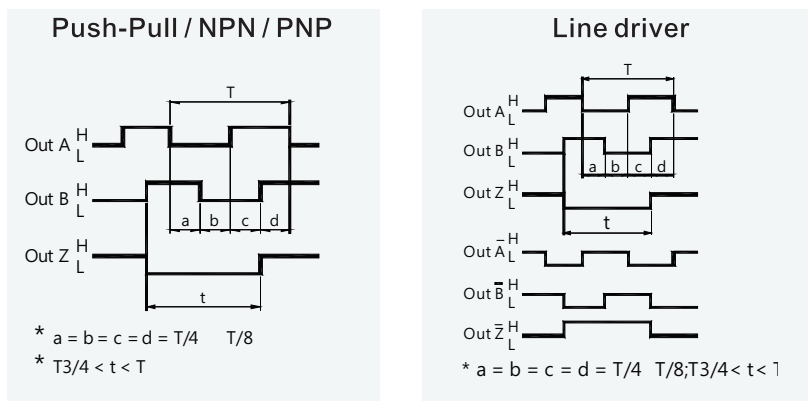 Push-Pull / NPN / PNP
T
Out A H L
Out B H L
a b c d
Out Z H L
t
* a = b = c = d = T/4 T/8
* T3/4 < t < T
Line driver
T
Out A H L
Out B H L
a b c d
Out Z H L
t
Out A̅ H L
Out B̅ H L
Out Z̅ H L
* a = b = c = d = T/4 T/8;T3/4< t<